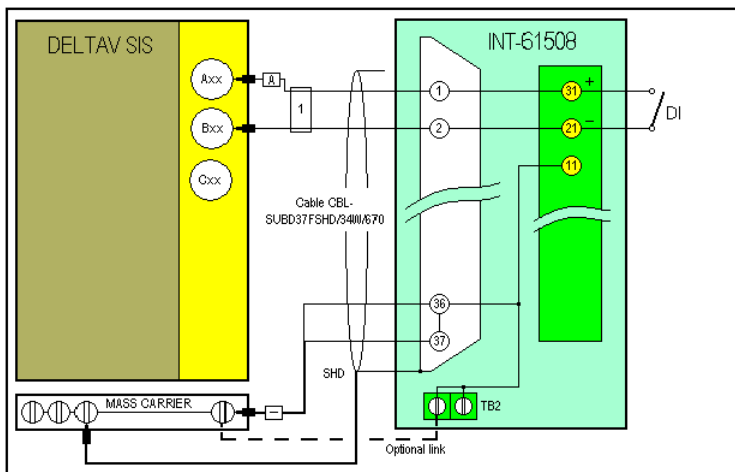 DELTAV SIS
INT-61508
Axx
A
1
1
31
+
Bxx
2
21
−
DI
Cxx
11
Cable CBL-
SUBD37FSHD/34W/670
36
37
SHD
MASS CARRIER
−
TB2
Optional link